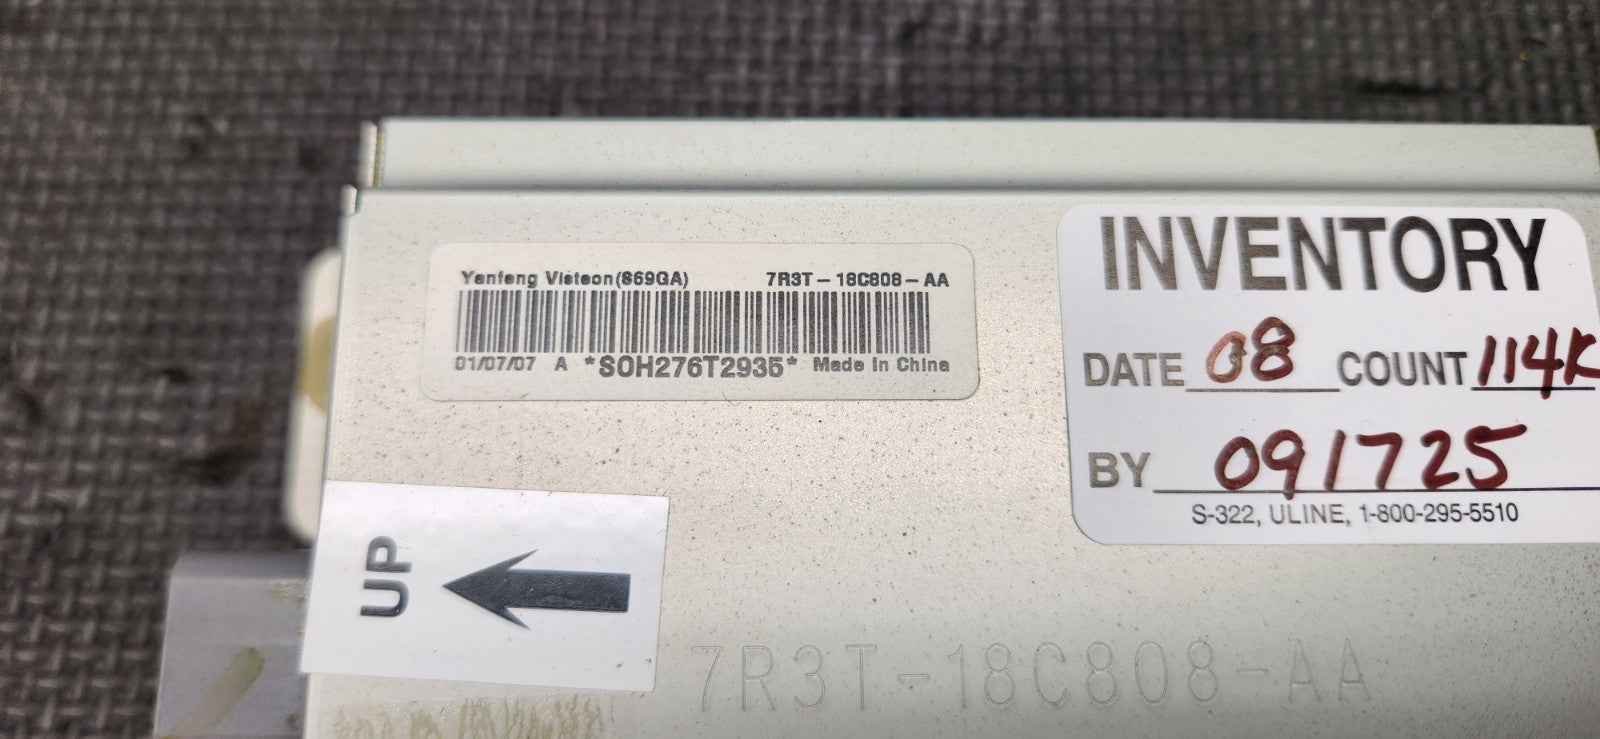 Yanfeng Visteon(S69GA) 7R3T-18C808-AA
01/07/07 A *SOH276T2935* Made in China
INVENTORY
DATE 08 COUNT 114K
BY 091725
S-322, ULINE, 1-800-295-5510
UP
7R3T-18C808-AA